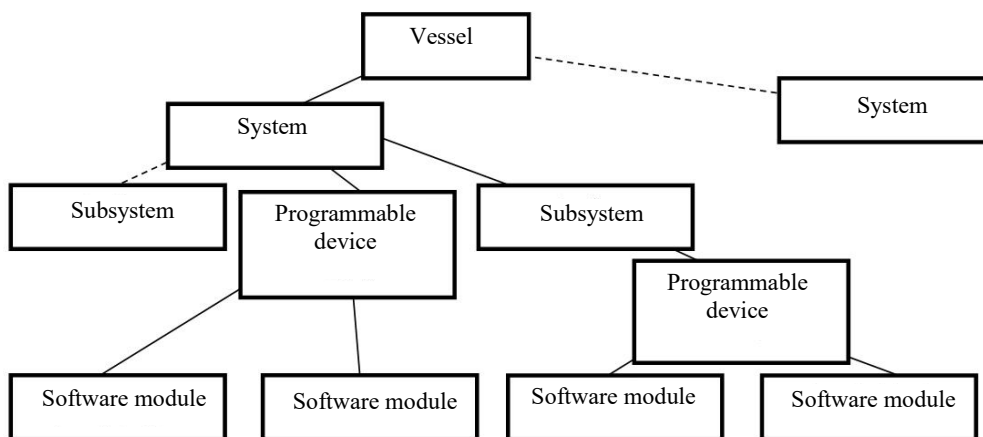 Vessel
System
System
Subsystem
Programmable
device
Subsystem
Programmable
device
Software module
Software module
Software module
Software module